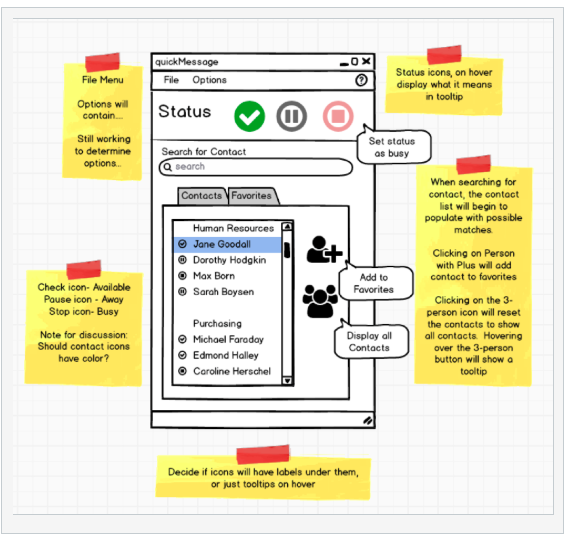 quickMessage
File Options
?
Status
Set status
as busy
Search for Contact
search
Contacts Favorites
Human Resources
Jane Goodall
Dorothy Hodgkin
Max Born
Sarah Boysen
Purchasing
Michael Faraday
Edmond Halley
Caroline Herschel
Add to
Favorites
Display all
Contacts
File Menu
Options will
contain....
Still working
to determine
options...
Check icon- Available
Pause icon - Away
Stop icon- Busy
Note for discussion:
Should contact icons
have color?
Status icons, on hover
display what it means
in tooltip
When searching for
contact, the contact
list will begin to
populate with possible
matches.
Clicking on Person
with Plus will add
contact to favorites
Clicking on the 3-
person icon will reset
the contacts to show
all contacts. Hovering
over the 3-person
button will show a
tooltip
Decide if icons will have labels under them,
or just tooltips on hover